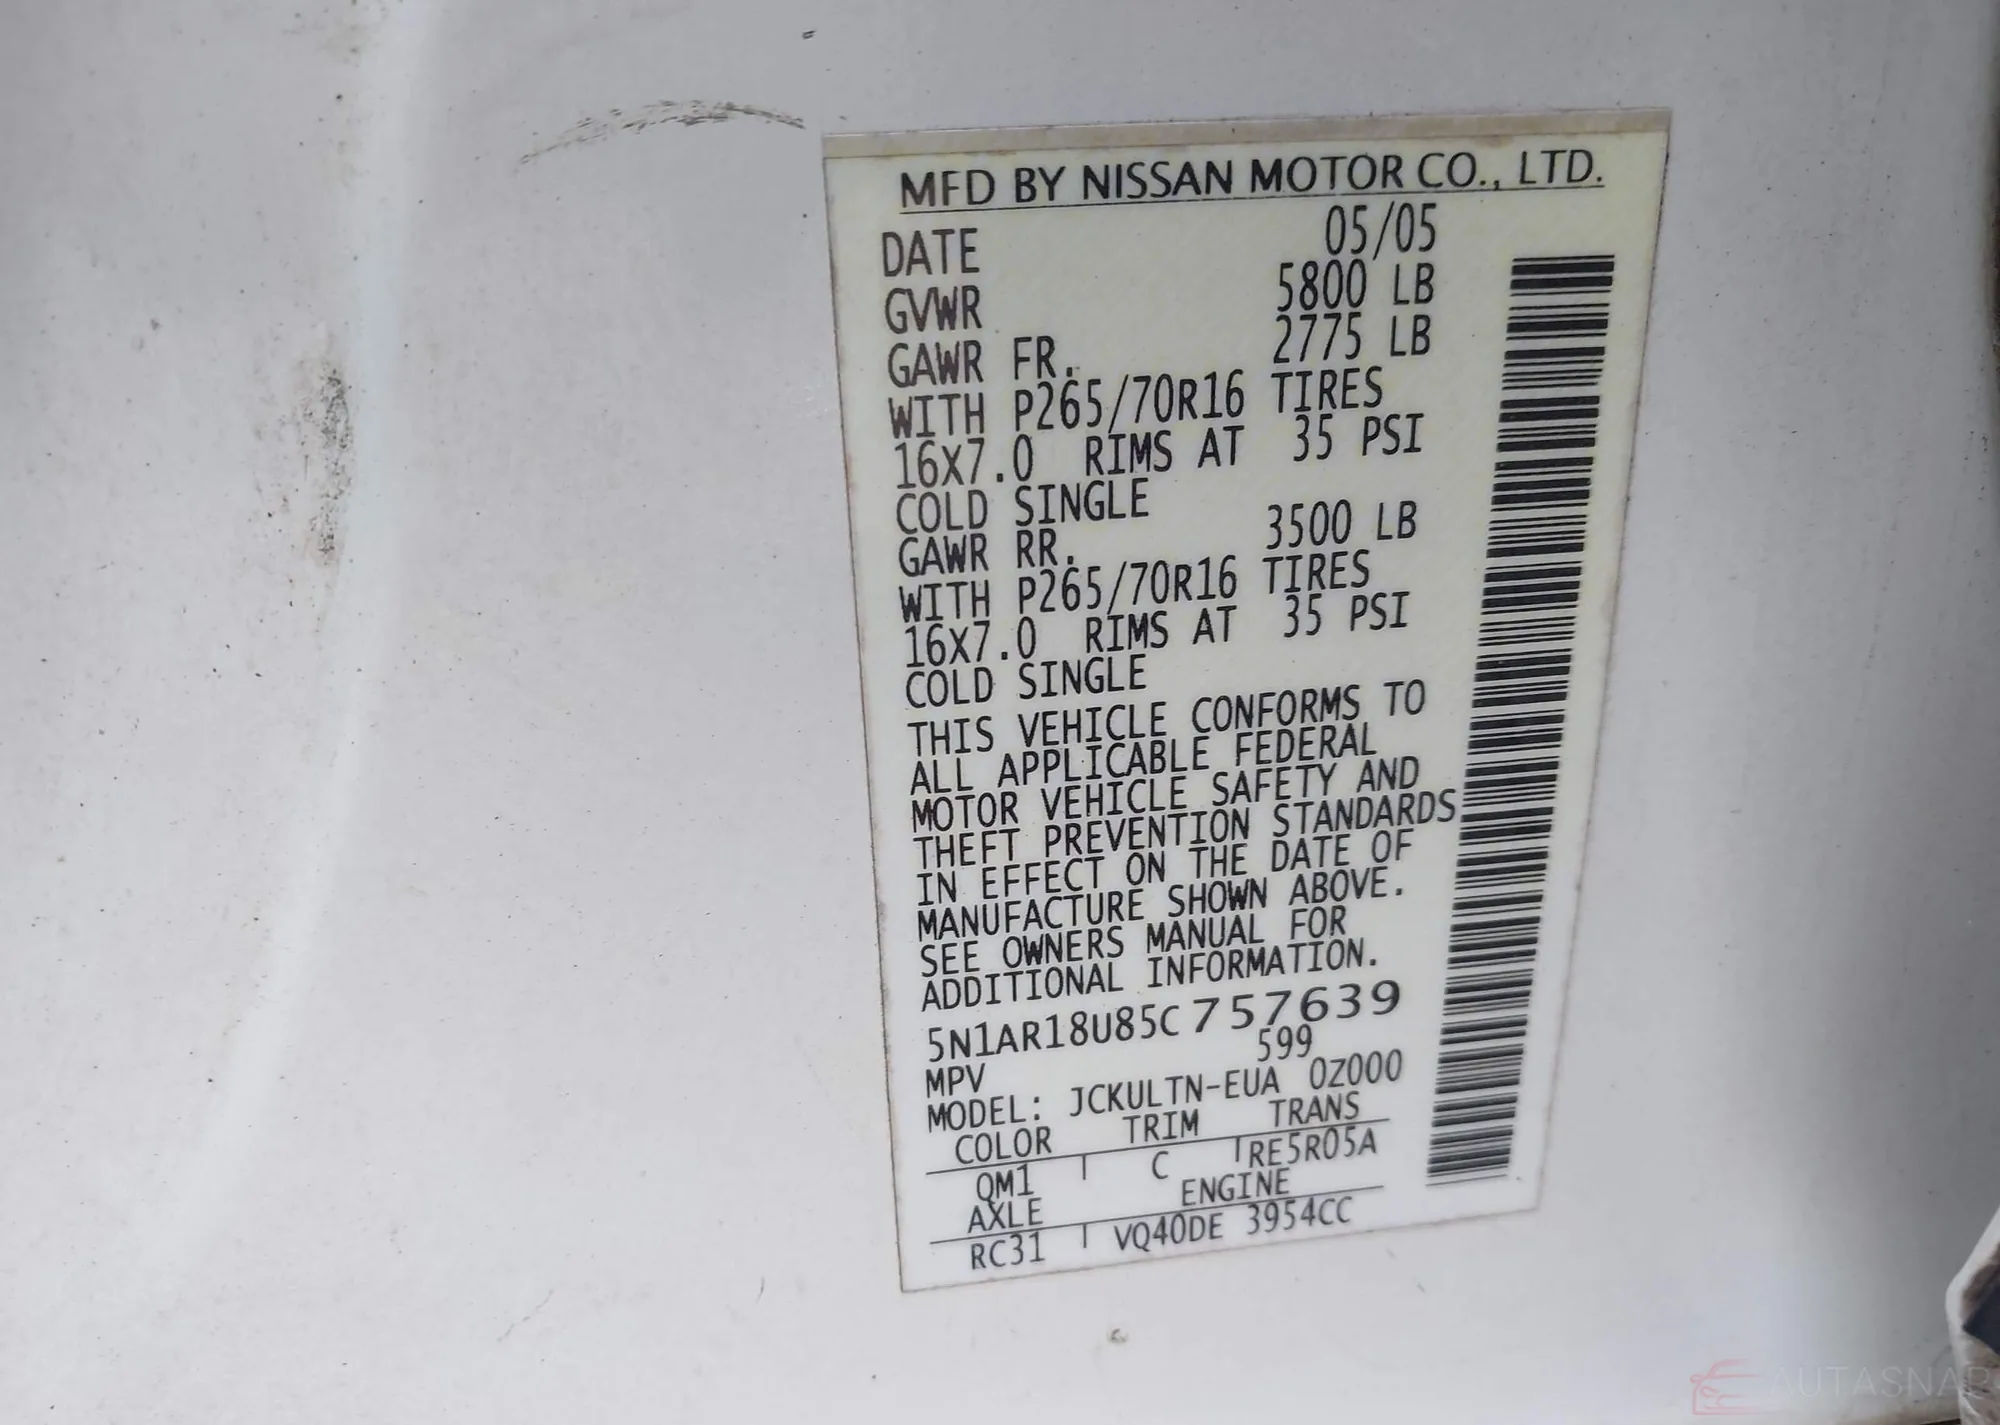 MFD BY NISSAN MOTOR CO., LTD.
DATE 05/05
GVWR 5800 LB
GAWR FR. 2775 LB
WITH P265/70R16 TIRES
16X7.0 RIMS AT 35 PSI
COLD SINGLE
GAWR RR. 3500 LB
WITH P265/70R16 TIRES
16X7.0 RIMS AT 35 PSI
COLD SINGLE
THIS VEHICLE CONFORMS TO
ALL APPLICABLE FEDERAL
MOTOR VEHICLE SAFETY AND
THEFT PREVENTION STANDARDS
IN EFFECT ON THE DATE OF
MANUFACTURE SHOWN ABOVE.
SEE OWNERS MANUAL FOR
ADDITIONAL INFORMATION.
5N1AR18U85C757639
MPV 599
MODEL: JCKULTN-EUA 0Z000
COLOR TRIM TRANS
QM1 C RE5R05A
AXLE ENGINE
RC31 VQ40DE 3954CC
AUTASNAP